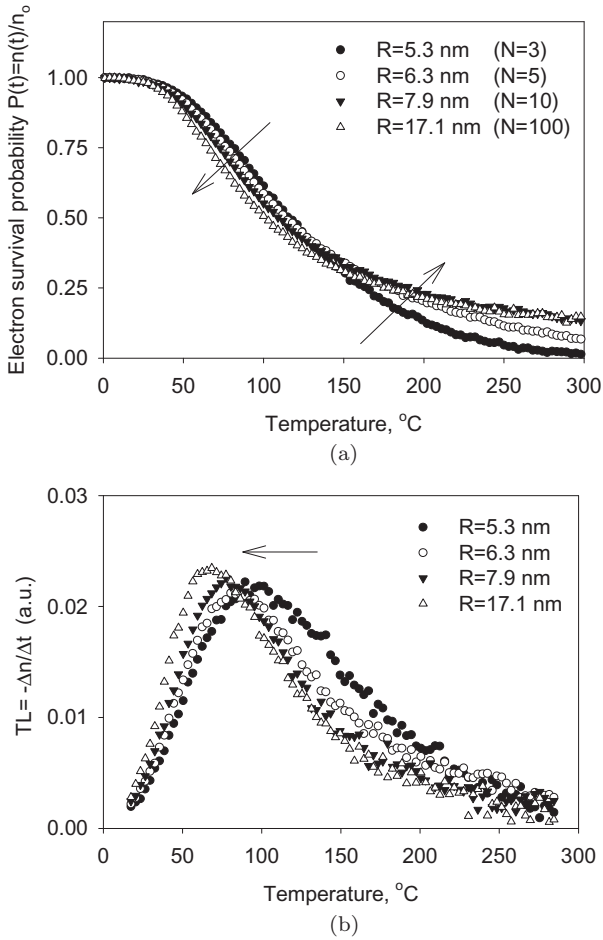 R=5.3 nm (N=3)
R=6.3 nm (N=5)
R=7.9 nm (N=10)
R=17.1 nm (N=100)
Electron survival probability P(t)=n(t)/n₀
1.00
0.75
0.50
0.25
0.00
0 50 100 150 200 250 300
Temperature, °C
(a)
R=5.3 nm
R=6.3 nm
R=7.9 nm
R=17.1 nm
TL= -Δn/Δt (a.u.)
0.03
0.02
0.01
0.00
0 50 100 150 200 250 300
Temperature, °C
(b)